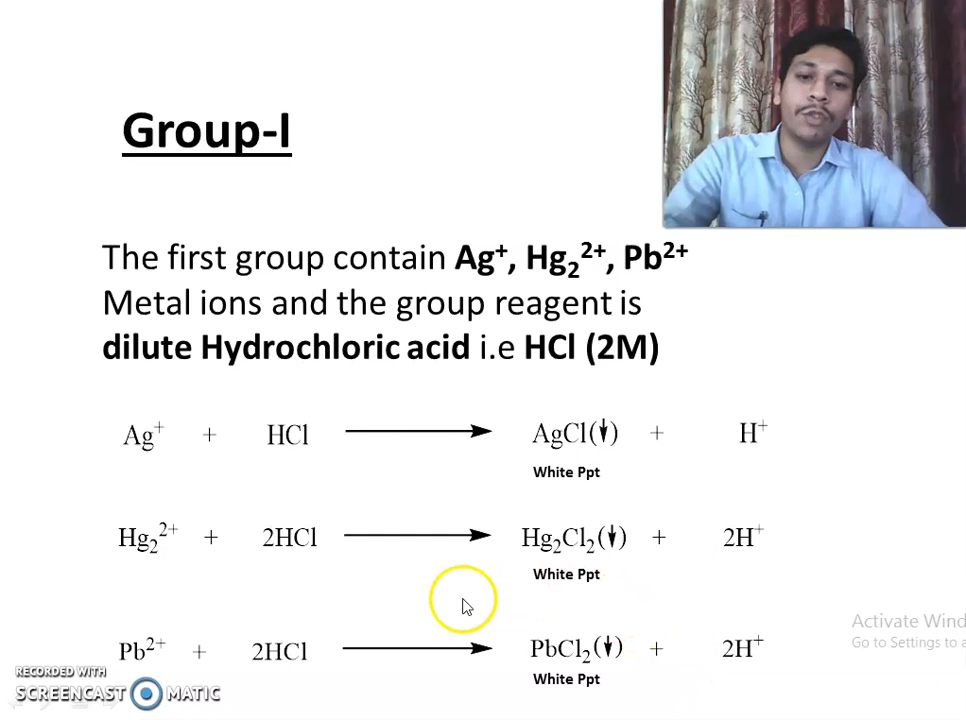 Group-I
The first group contain Ag⁺, Hg₂²⁺, Pb²⁺
Metal ions and the group reagent is
dilute Hydrochloric acid i.e HCl (2M)
Ag⁺ + HCl → AgCl(↓) + H⁺
White Ppt
Hg₂²⁺ + 2HCl → Hg₂Cl₂(↓) + 2H⁺
White Ppt
Pb²⁺ + 2HCl → PbCl₂(↓) + 2H⁺
White Ppt
Activate Wind
Go to Settings to a
RECORDED WITH
SCREENCAST MATIC